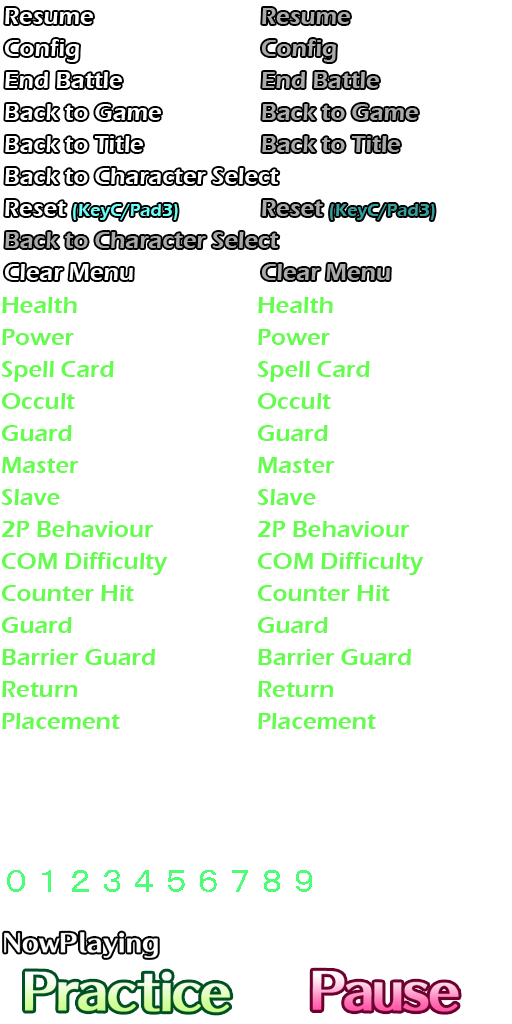 Resume Resume
Config Config
End Battle End Battle
Back to Game Back to Game
Back to Title Back to Title
Back to Character Select
Reset (KeyC/Pad3) Reset (KeyC/Pad3)
Back to Character Select
Clear Menu Clear Menu
Health Health
Power Power
Spell Card Spell Card
Occult Occult
Guard Guard
Master Master
Slave Slave
2P Behaviour 2P Behaviour
COM Difficulty COM Difficulty
Counter Hit Counter Hit
Guard Guard
Barrier Guard Barrier Guard
Return Return
Placement Placement
0 1 2 3 4 5 6 7 8 9
NowPlaying
Practice Pause